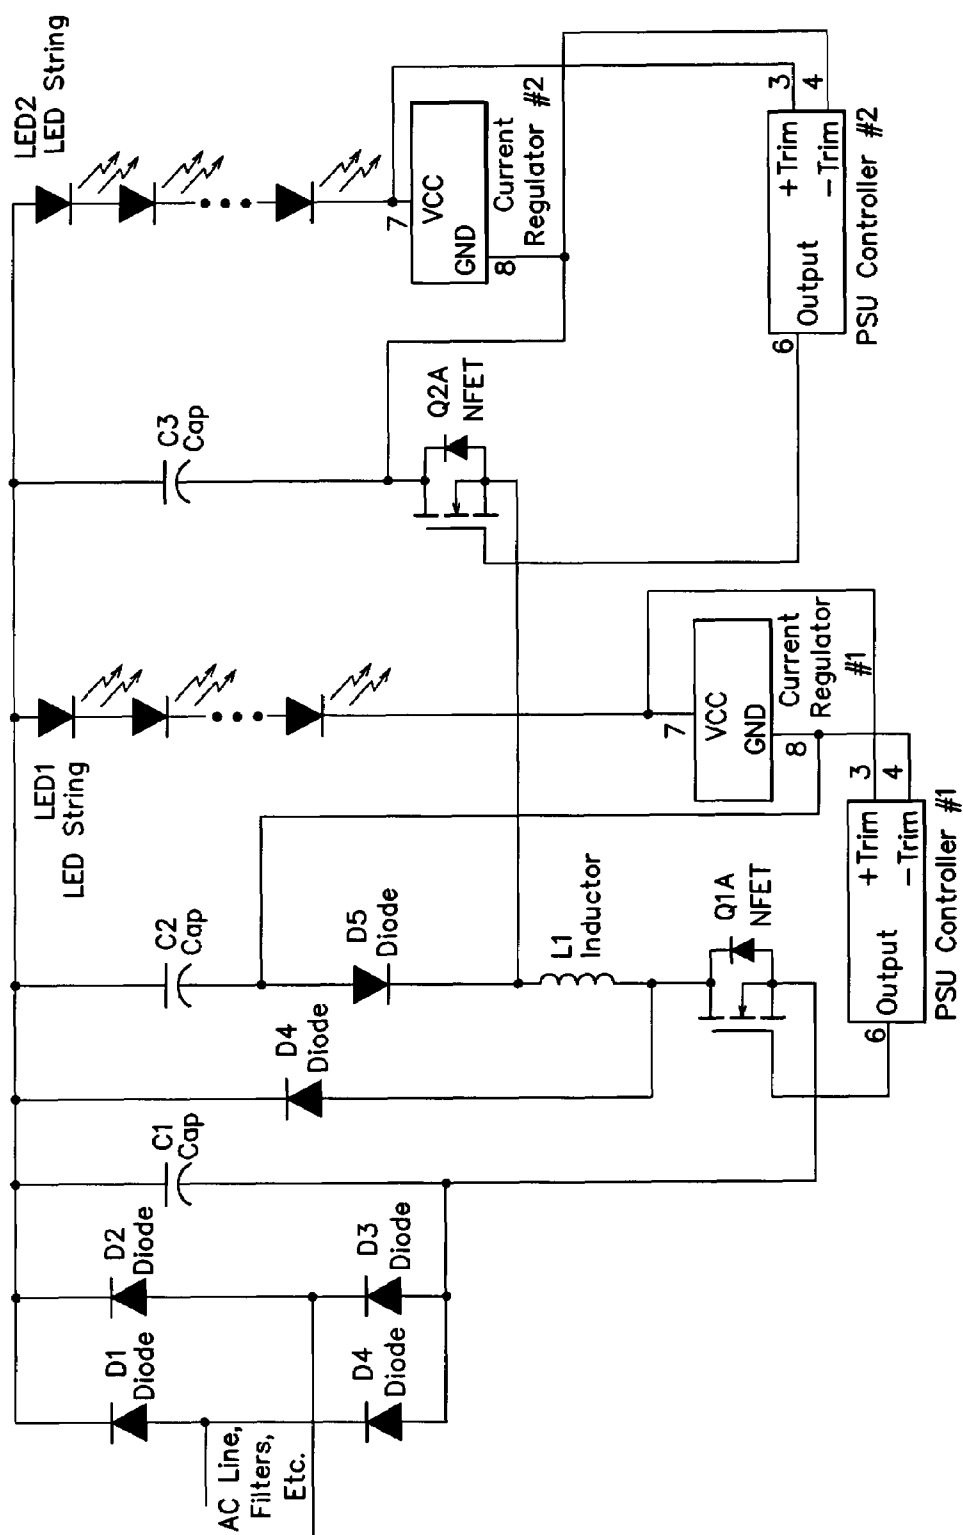 AC Line,
Filters,
Etc.
D1
Diode
D4
Diode
D2
Diode
D3
Diode
C1
Cap
D4
Diode
C2
Cap
D5
Diode
L1
Inductor
Q1A
NFET
6
Output
+Trim
-Trim
3
4
PSU Controller #1
LED1
LED String
7
VCC
GND
8
Current
Regulator
#1
C3
Cap
Q2A
NFET
LED2
LED String
7
VCC
GND
8
Current
Regulator #2
6
Output
+Trim
-Trim
3
4
PSU Controller #2